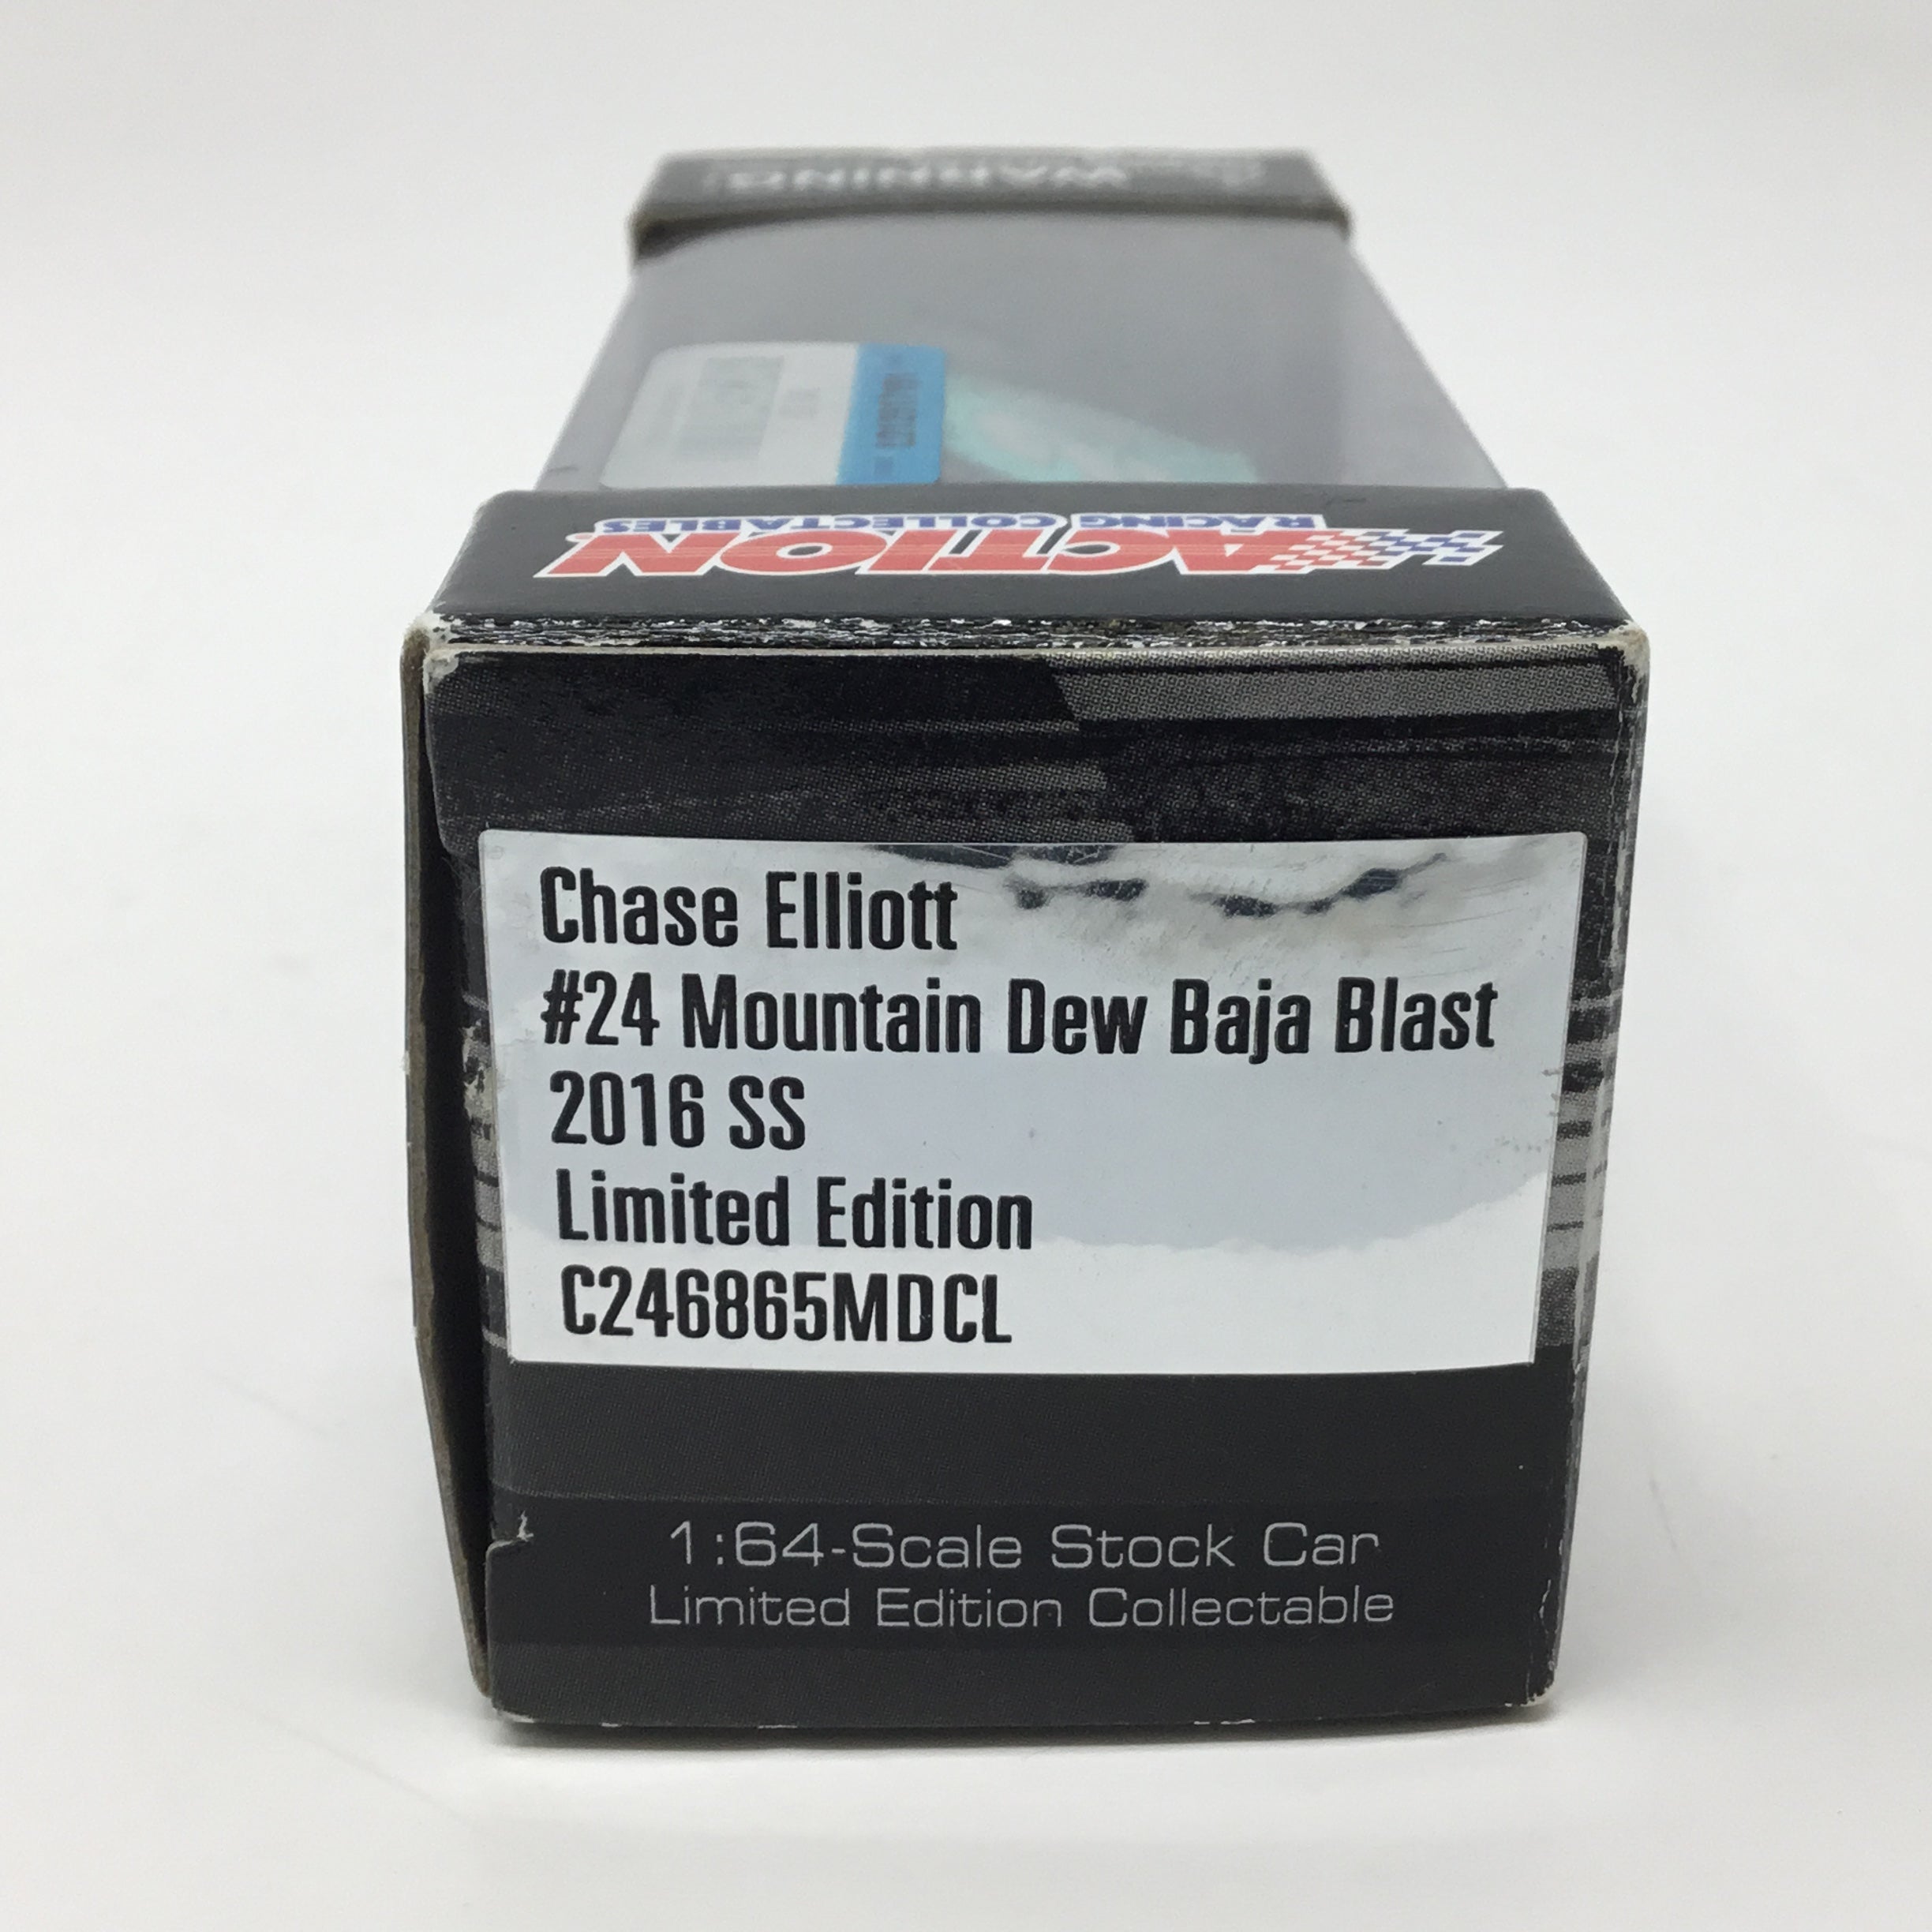 WARNING
ACTION
RACING COLLECTABLES
Chase Elliott
#24 Mountain Dew Baja Blast
2016 SS
Limited Edition
C246865MDCL
1:64-Scale Stock Car
Limited Edition Collectable